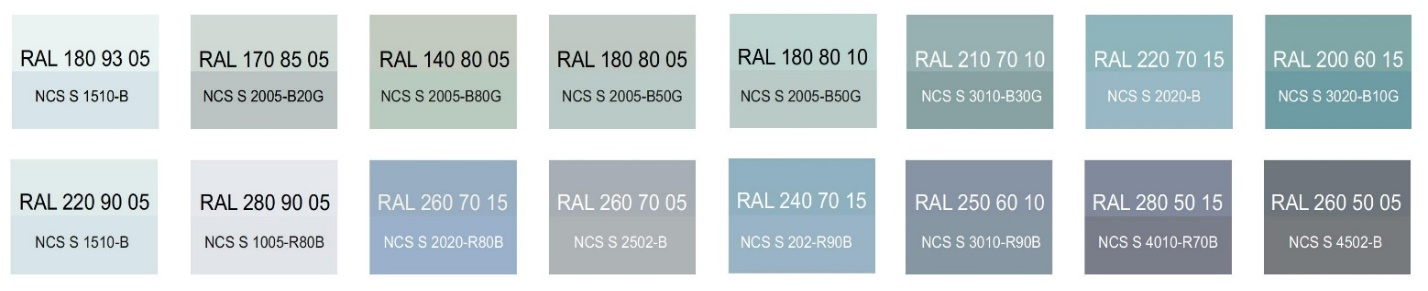 RAL 180 93 05
NCS S 1510-B
RAL 170 85 05
NCS S 2005-B20G
RAL 140 80 05
NCS S 2005-B80G
RAL 180 80 05
NCS S 2005-B50G
RAL 180 80 10
NCS S 2005-B50G
RAL 210 70 10
NCS S 3010-B30G
RAL 220 70 15
NCS S 2020-B
RAL 200 60 15
NCS S 3020-B10G
RAL 220 90 05
NCS S 1510-B
RAL 280 90 05
NCS S 1005-R80B
RAL 260 70 15
NCS S 2020-R80B
RAL 260 70 05
NCS S 2502-B
RAL 240 70 15
NCS S 202-R90B
RAL 250 60 10
NCS S 3010-R90B
RAL 280 50 15
NCS S 4010-R70B
RAL 260 50 05
NCS S 4502-B